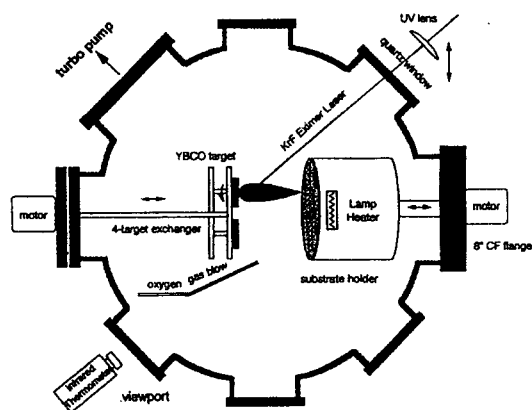 turbo pump
UV lens
quartz window
KrF Eximer Laser
YBCO target
motor
4-target exchanger
Lamp
Heater
motor
8" CF flange
substrate holder
oxygen gas blow
Infrared
Thermometer
.viewport